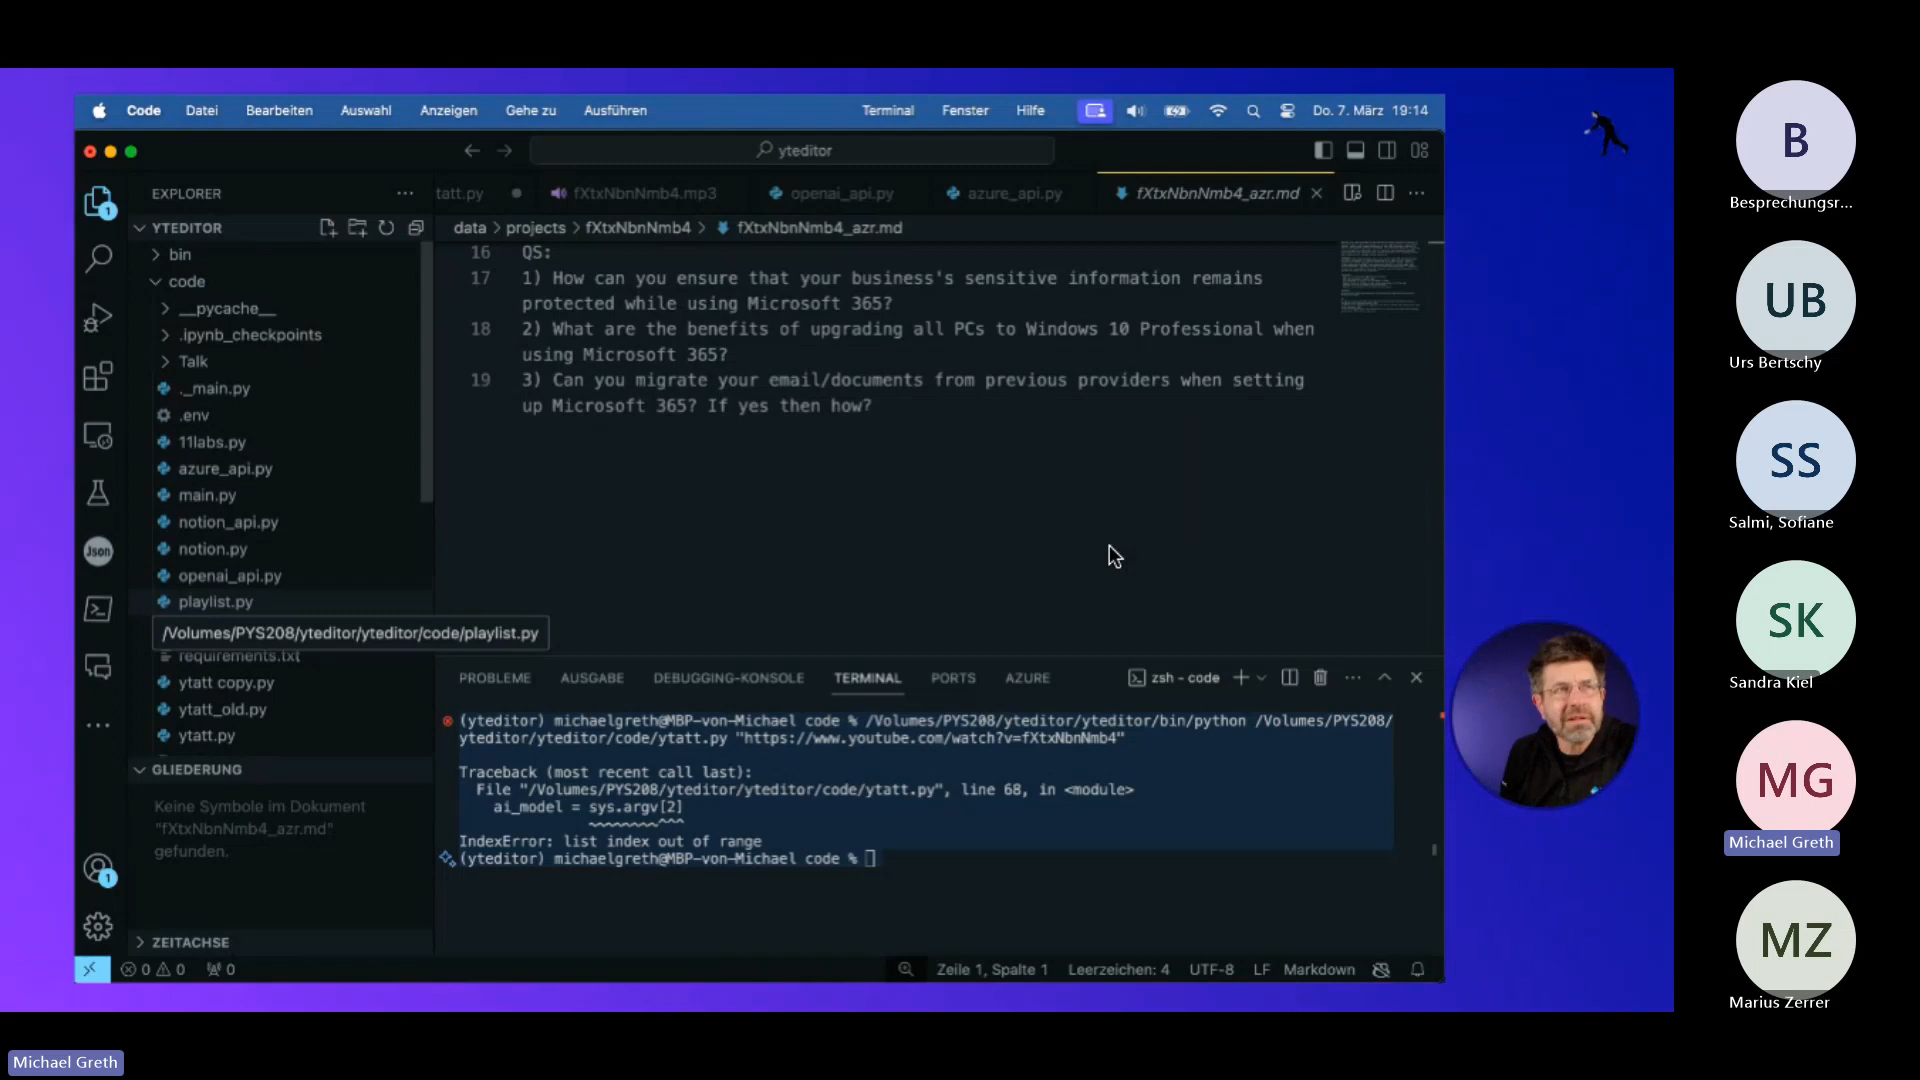 Code Datei Bearbeiten Auswahl Anzeigen Gehe zu Ausführen Terminal Fenster Hilfe Do. 7. März 19:14
yteditor
EXPLORER
tatt.py
fXtxNbnNmb4.mp3
openai_api.py
azure_api.py
fXtxNbnNmb4_azr.md
YTEDITOR
data > projects > fXtxNbnNmb4 > fXtxNbnNmb4_azr.md
bin
code
__pycache__
.ipynb_checkpoints
Talk
._main.py
.env
11labs.py
azure_api.py
main.py
notion_api.py
notion.py
openai_api.py
playlist.py
/Volumes/PYS208/yteditor/yteditor/code/playlist.py
requirements.txt
ytatt copy.py
ytatt_old.py
ytatt.py
1
Json
1
GLIEDERUNG
Keine Symbole im Dokument
"fXtxNbnNmb4_azr.md"
gefunden.
ZEITACHSE
16 QS:
17 1) How can you ensure that your business's sensitive information remains
protected while using Microsoft 365?
18 2) What are the benefits of upgrading all PCs to Windows 10 Professional when
using Microsoft 365?
19 3) Can you migrate your email/documents from previous providers when setting
up Microsoft 365? If yes then how?
PROBLEME AUSGABE DEBUGGING-KONSOLE TERMINAL PORTS AZURE zsh - code
(yteditor) michaelgreth@MBP-von-Michael code % /Volumes/PYS208/yteditor/yteditor/bin/python /Volumes/PYS208/
yteditor/yteditor/code/ytatt.py "https://www.youtube.com/watch?v=fXtxNbnNmb4"
Traceback (most recent call last):
File "/Volumes/PYS208/yteditor/yteditor/code/ytatt.py", line 68, in <module>
ai_model = sys.argv[2]
~~~~~~~~^^^
IndexError: list index out of range
(yteditor) michaelgreth@MBP-von-Michael code %
0 0 0 Zeile 1, Spalte 1 Leerzeichen: 4 UTF-8 LF Markdown
B
Besprechungsr...
UB
Urs Bertschy
SS
Salmi, Sofiane
SK
Sandra Kiel
MG
Michael Greth
MZ
Marius Zerrer
Michael Greth